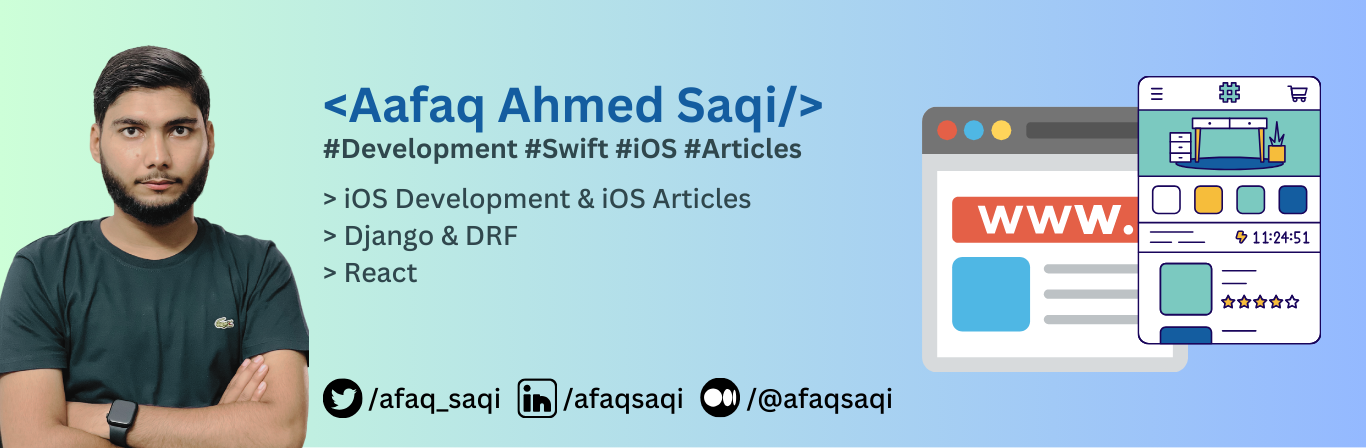 <Aafaq Ahmed Saqi/>
#Development #Swift #iOS #Articles
> iOS Development & iOS Articles
> Django & DRF
> React
/afaq_saqi
in /afaqsaqi
/@afaqsaqi
www.
#
11:24:51